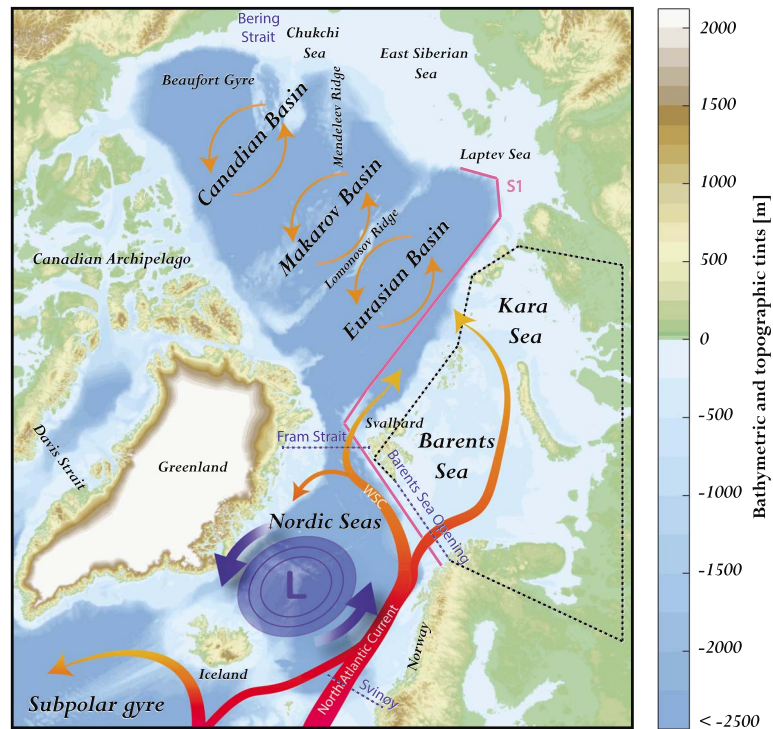 Bering
Strait
Chukchi
Sea
East Siberian
Sea
Beaufort Gyre
Mendeleev Ridge
Canadian Basin
Laptev Sea
S1
Makarov Basin
Lomonosov Ridge
Canadian Archipelago
Eurasian Basin
Kara
Sea
Svalbard
Fram Strait
Barents
Sea
Davis Strait
Greenland
Barents Sea Opening
WSC
Nordic Seas
L
North Atlantic Current
Norway
Iceland
Svinøy
Subpolar gyre
2000
1500
1000
500
0
-500
-1000
-1500
-2000
< -2500
Bathymetric and topographic tints [m]